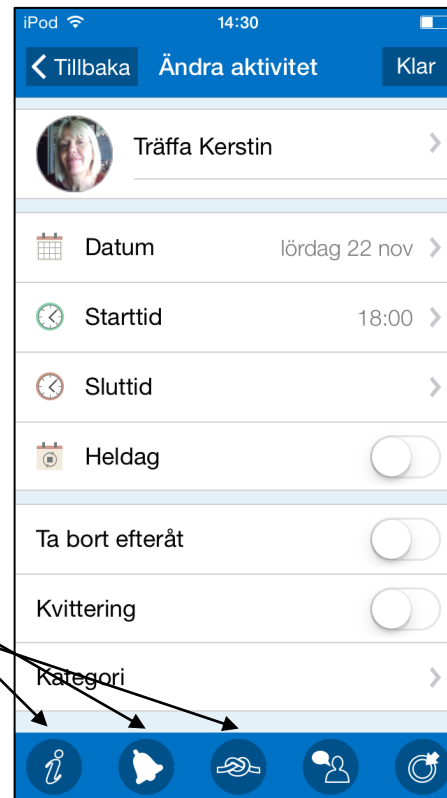 iPod 14:30
Tillbaka Ändra aktivitet Klar
Träffa Kerstin
Datum lördag 22 nov
Starttid 18:00
Sluttid
Heldag
Ta bort efteråt
Kvittering
Kategori